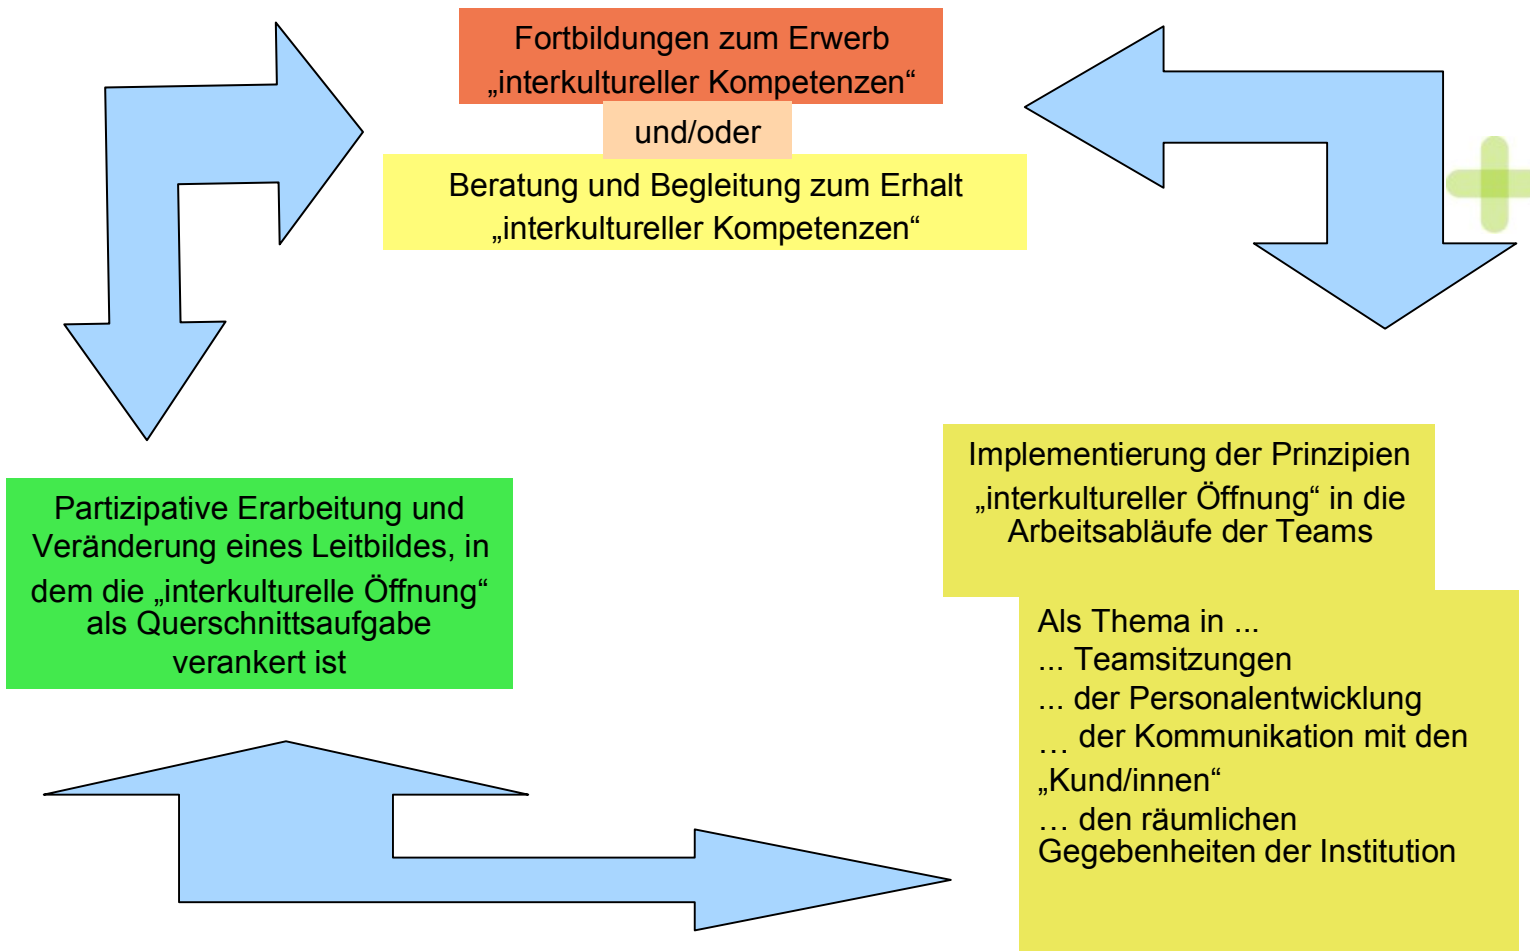 Fortbildungen zum Erwerb
„interkultureller Kompetenzen“
und/oder
Beratung und Begleitung zum Erhalt
„interkultureller Kompetenzen“
Partizipative Erarbeitung und
Veränderung eines Leitbildes, in
dem die „interkulturelle Öffnung“
als Querschnittsaufgabe
verankert ist
Implementierung der Prinzipien
„interkultureller Öffnung“ in die
Arbeitsabläufe der Teams
Als Thema in ...
... Teamsitzungen
... der Personalentwicklung
… der Kommunikation mit den
„Kund/innen“
… den räumlichen
Gegebenheiten der Institution